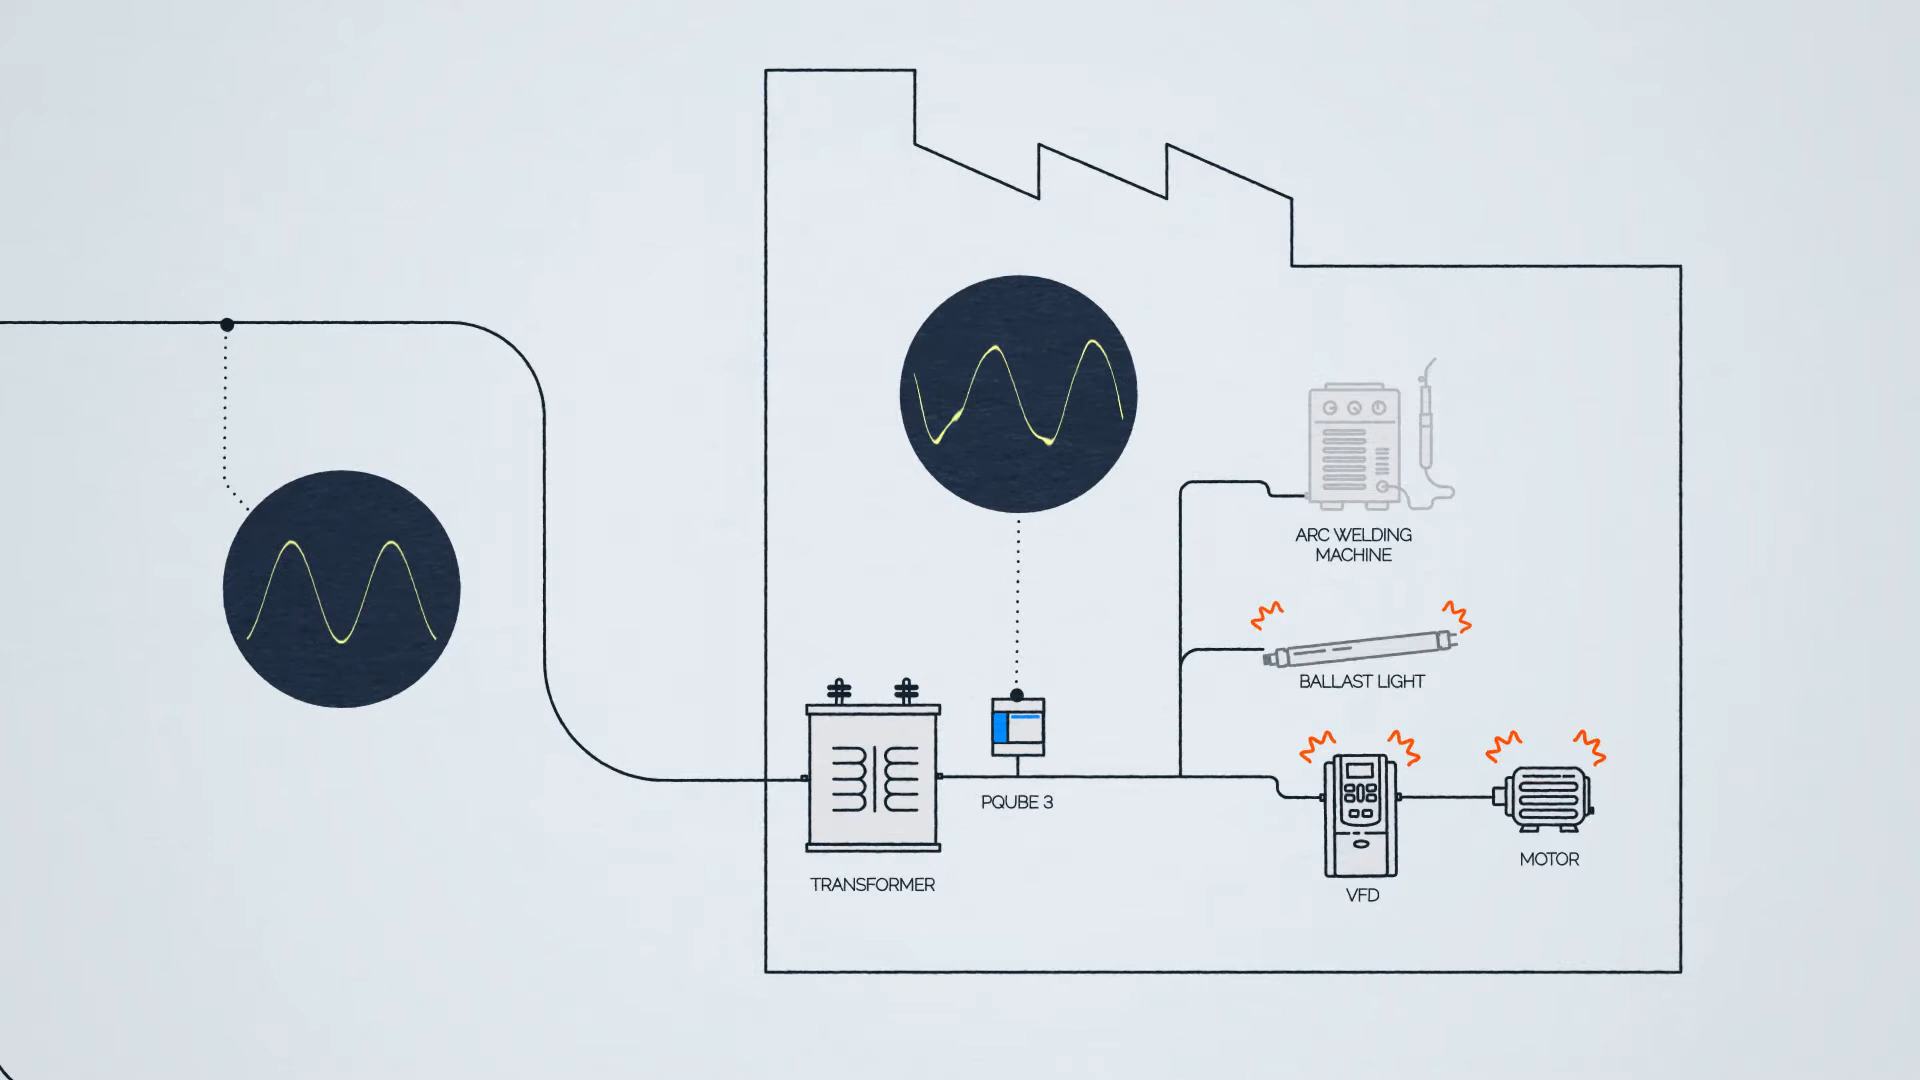 ARC WELDING
MACHINE
BALLAST LIGHT
PQUBE 3
MOTOR
TRANSFORMER
VFD